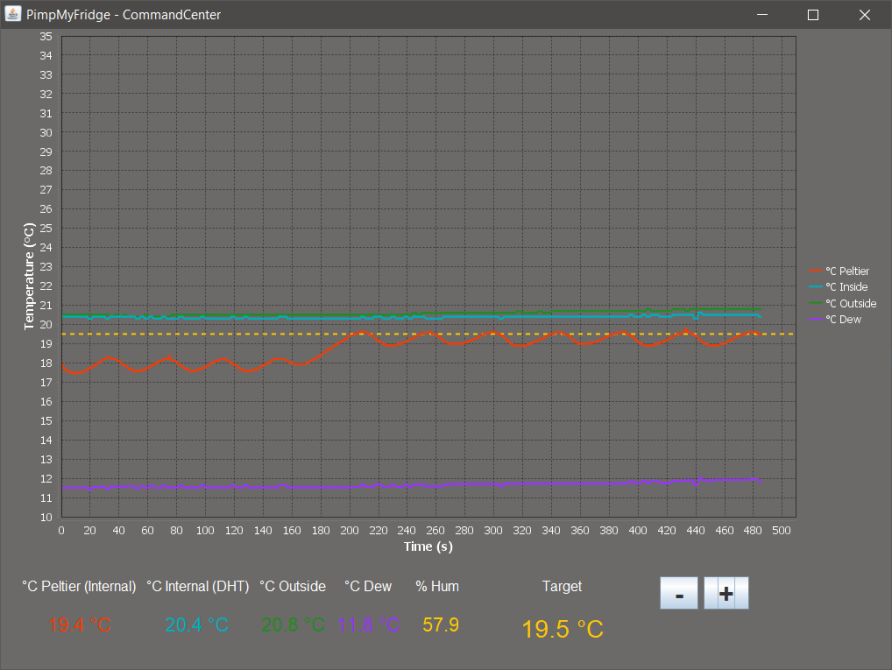 PimpMyFridge - CommandCenter
35
34
33
32
31
30
29
28
27
26
25
24
23
22
21
20
19
18
17
16
15
14
13
12
11
10
Temperature (°C)
0 20 40 60 80 100 120 140 160 180 200 220 240 260 280 300 320 340 360 380 400 420 440 460 480 500
Time (s)
°C Peltier
°C Inside
°C Outside
°C Dew
°C Peltier (Internal) °C Internal (DHT) °C Outside °C Dew % Hum Target
19.4 °C 20.4 °C 20.8 °C 11.8 °C 57.9 19.5 °C
- +